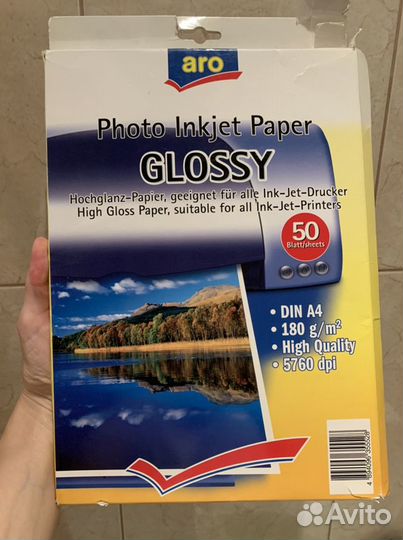 aro
Photo Inkjet Paper
GLOSSY
Hochglanz-Papier, geeignet für alle Ink-Jet-Drucker
High Gloss Paper, suitable for all Ink-Jet-Printers
50
Blatt/sheets
• DIN A4
• 180 g/m²
• High Quality
• 5760 dpi
Avito